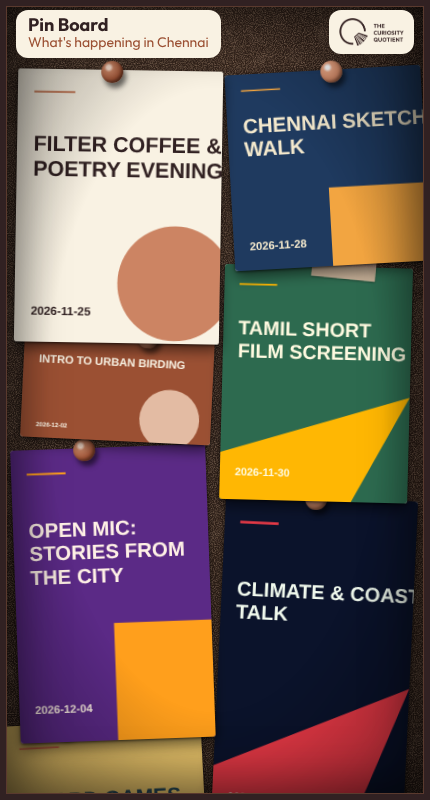 Pin Board
What's happening in Chennai
THE
CURIOSITY
QUOTIENT
FILTER COFFEE &
POETRY EVENING
2026-11-25
CHENNAI SKETCH
WALK
2026-11-28
INTRO TO URBAN BIRDING
2026-12-02
TAMIL SHORT
FILM SCREENING
2026-11-30
OPEN MIC:
STORIES FROM
THE CITY
2026-12-04
CLIMATE & COAST
TALK
GAMES